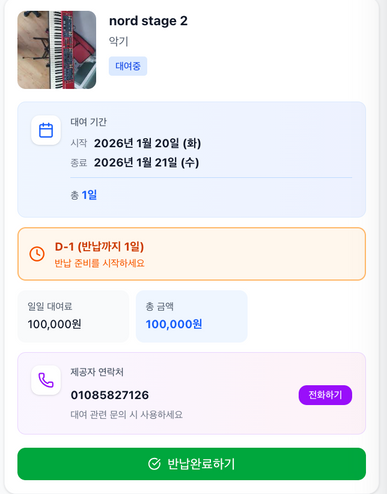 nord stage 2
악기
대여중
대여 기간
시작 2026년 1월 20일 (화)
종료 2026년 1월 21일 (수)
총 1일
D-1 (반납까지 1일)
반납 준비를 시작하세요
일일 대여료
100,000원
총 금액
100,000원
제공자 연락처
01085827126
전화하기
대여 관련 문의 시 사용하세요
반납완료하기